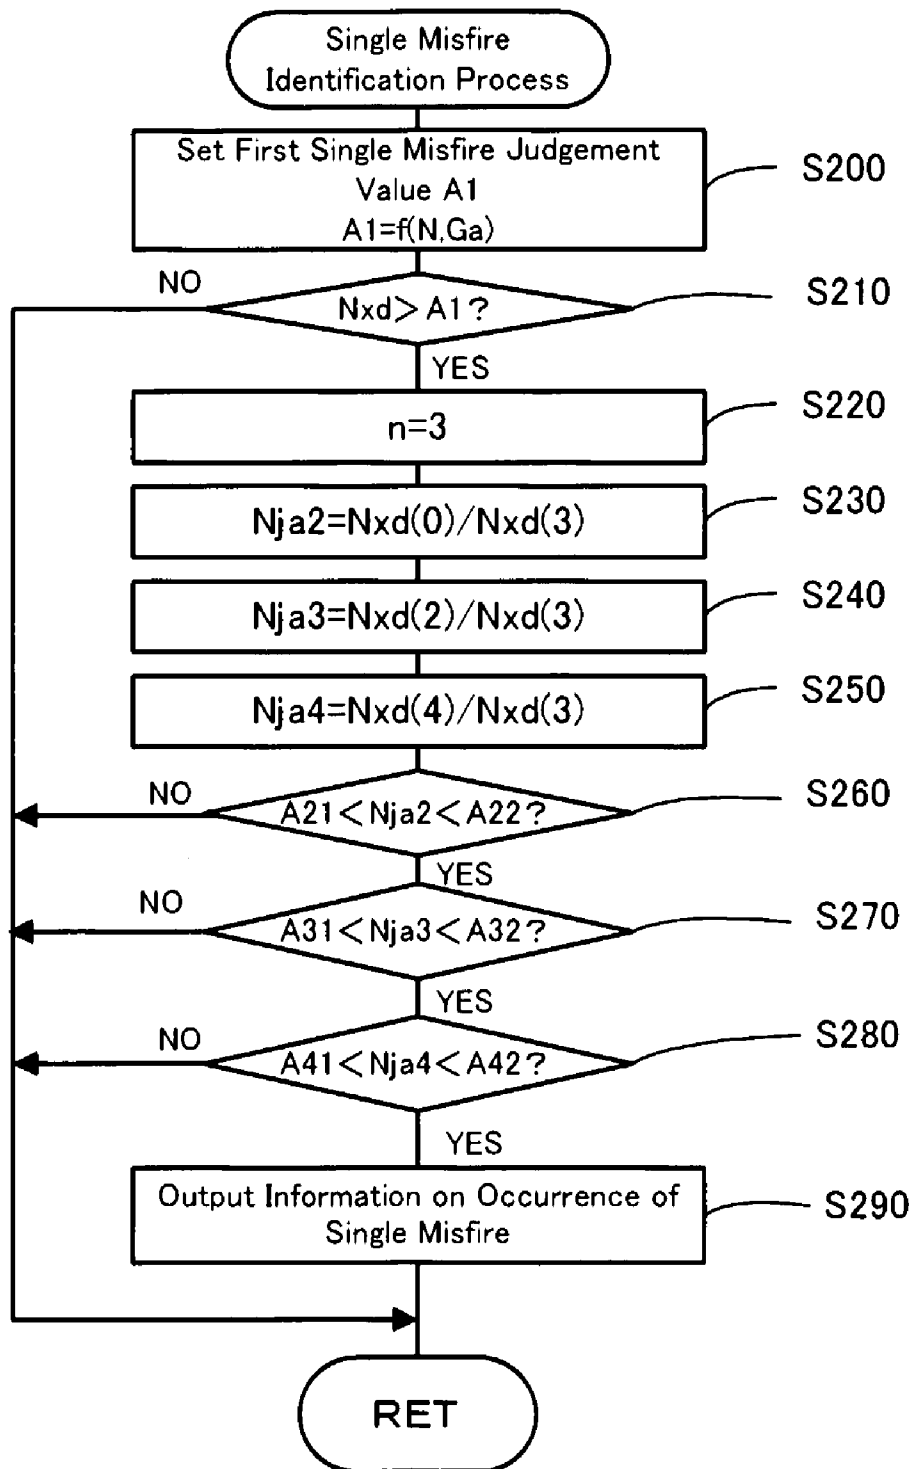 Single Misfire
Identification Process
Set First Single Misfire Judgement
Value A1
A1=f(N,Ga)
S200
NO
Nxd>A1?
S210
YES
n=3
S220
Nja2=Nxd(0)/Nxd(3)
S230
Nja3=Nxd(2)/Nxd(3)
S240
Nja4=Nxd(4)/Nxd(3)
S250
NO
A21<Nja2<A22?
S260
YES
NO
A31<Nja3<A32?
S270
YES
NO
A41<Nja4<A42?
S280
YES
Output Information on Occurrence of
Single Misfire
S290
RET